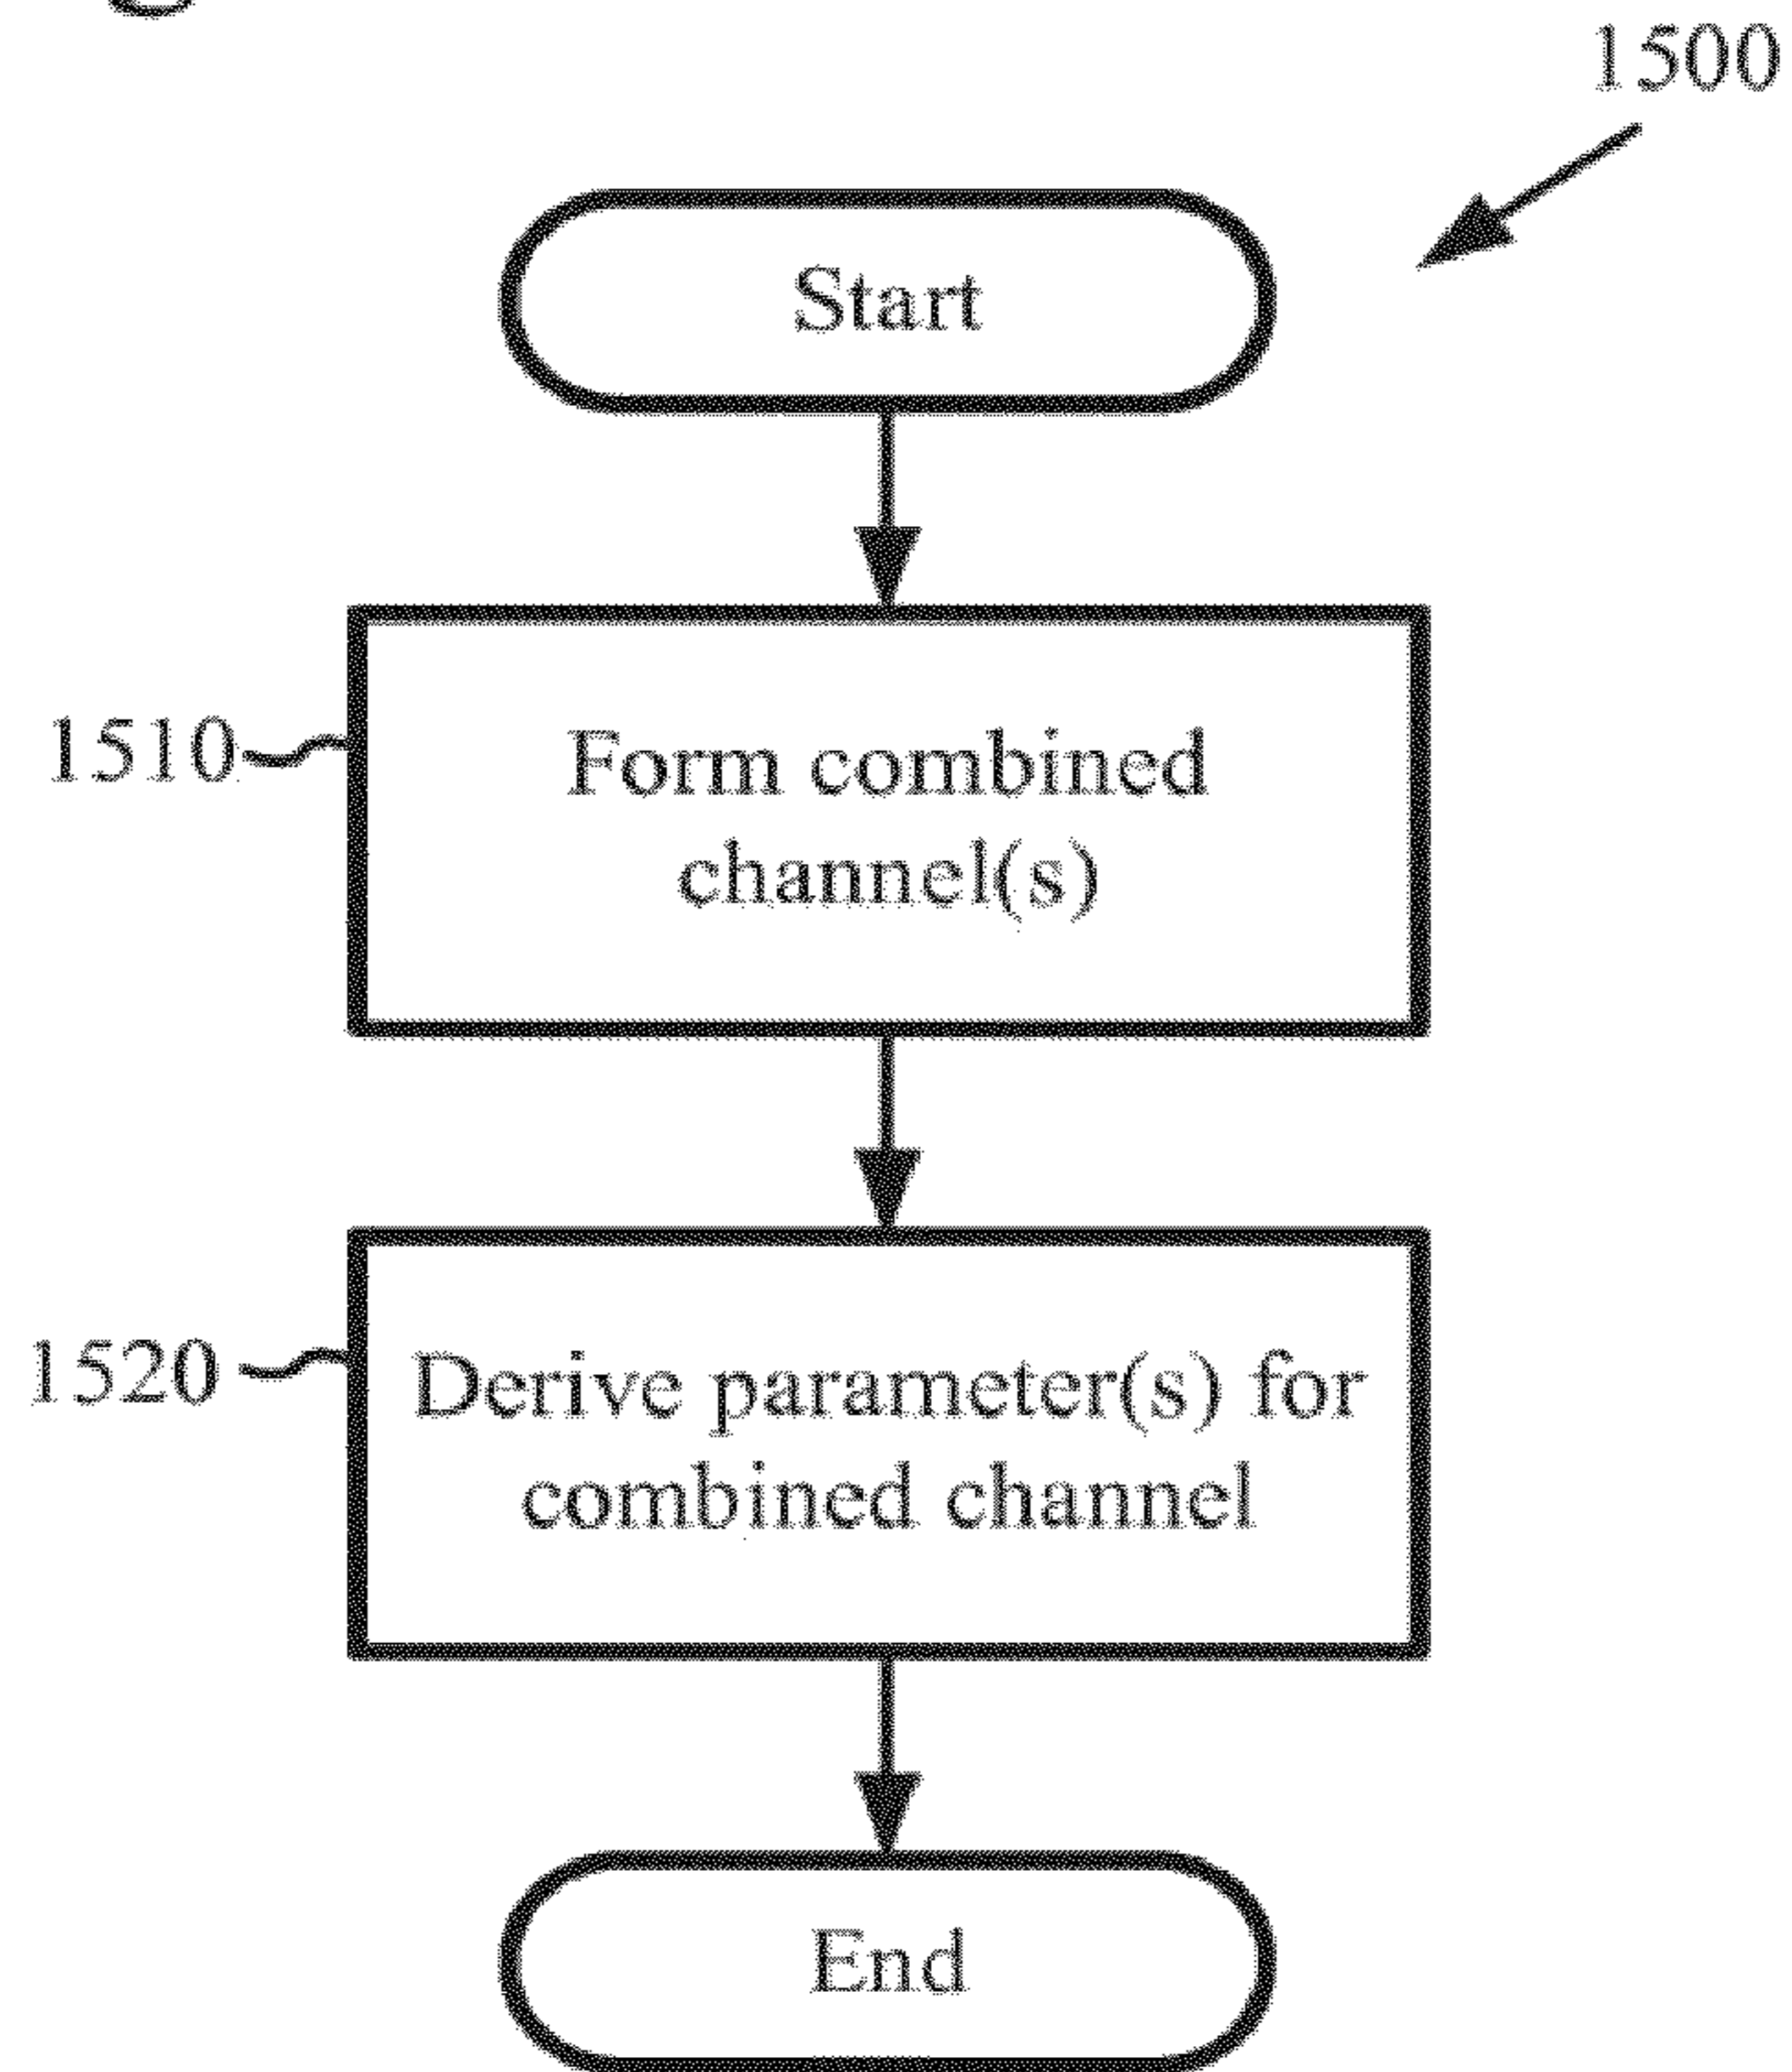 1500
Start
1510
Form combined
channel(s)
1520
Derive parameter(s) for
combined channel
End